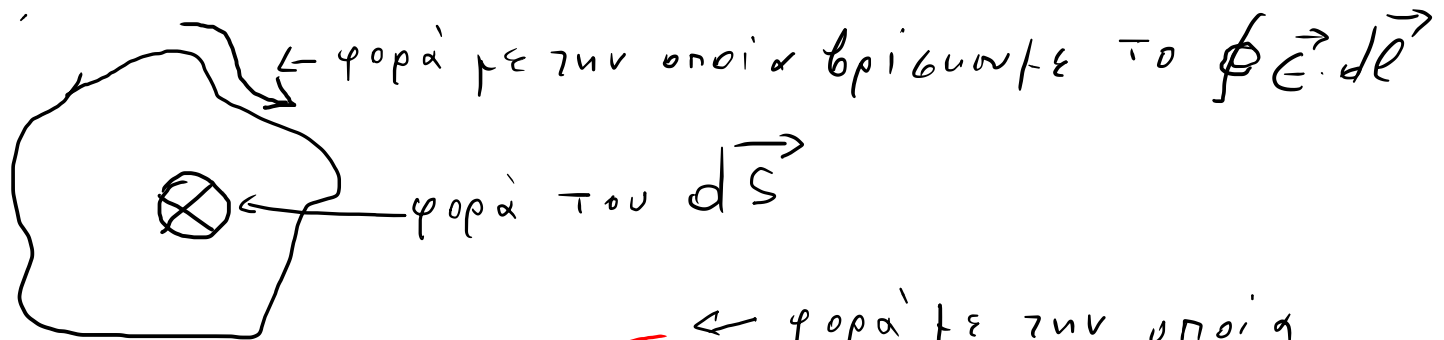 ← φορά με την οποία βρίσκουμε το ∮ E⃗. dl⃗
φορά του dS⃗
← φορά με την οποία